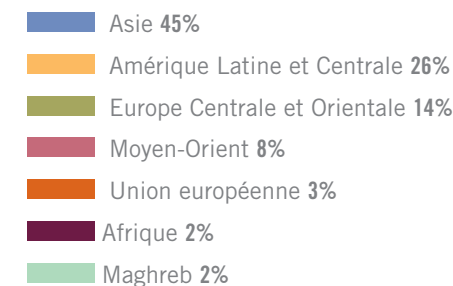 Asie 45%
Amérique Latine et Centrale 26%
Europe Centrale et Orientale 14%
Moyen-Orient 8%
Union européenne 3%
Afrique 2%
Maghreb 2%